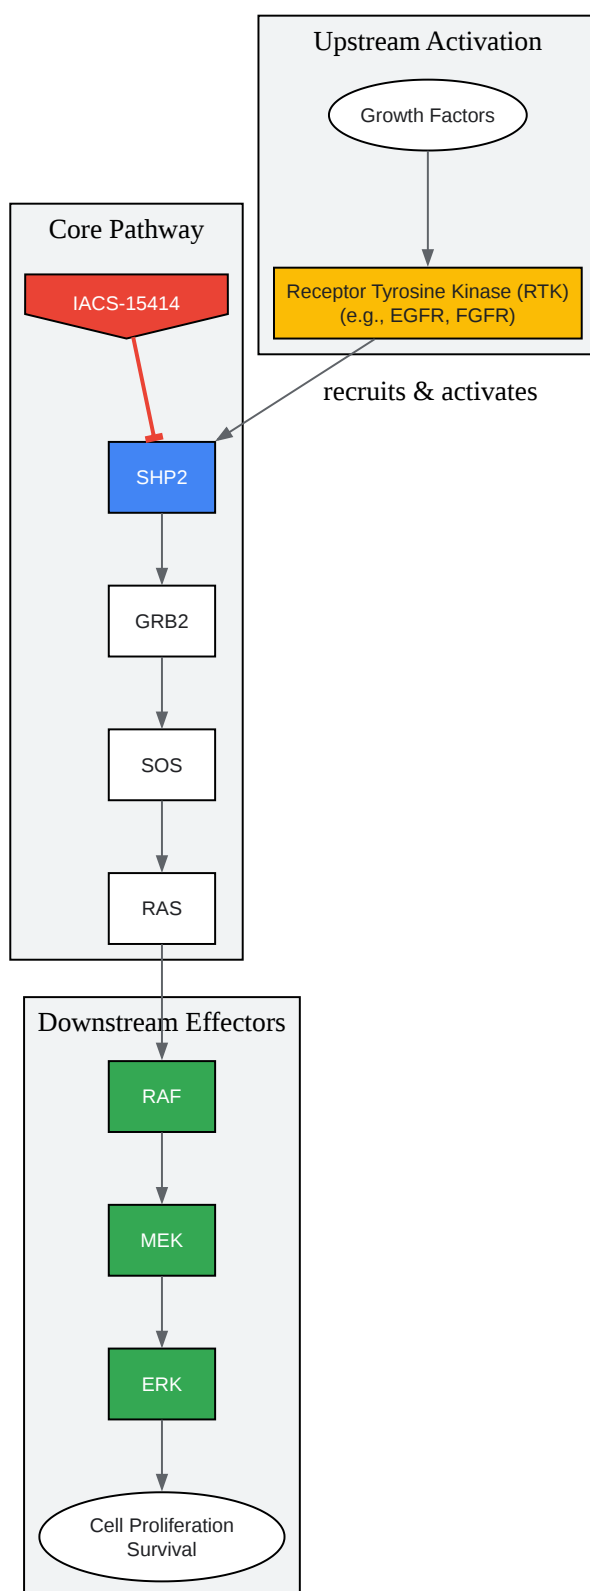 Upstream Activation
Growth Factors
Receptor Tyrosine Kinase (RTK)
(e.g., EGFR, FGFR)
recruits & activates
Core Pathway
IACS-15414
SHP2
GRB2
SOS
RAS
Downstream Effectors
RAF
MEK
ERK
Cell Proliferation
Survival